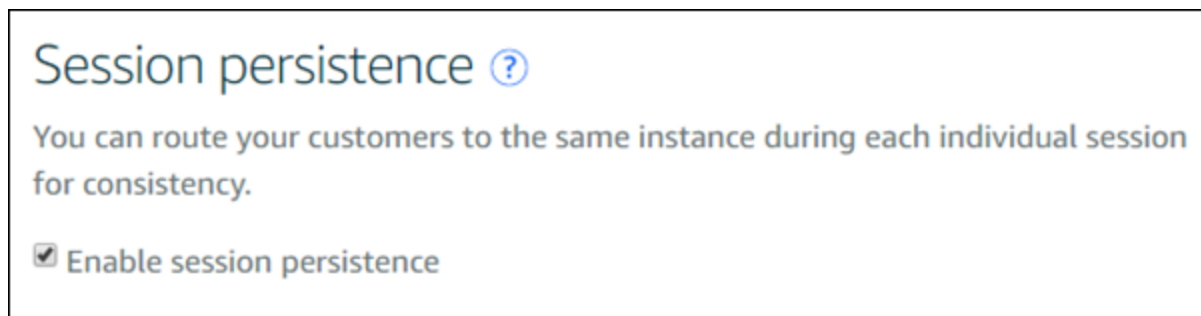 Session persistence ?
You can route your customers to the same instance during each individual session
for consistency.
Enable session persistence